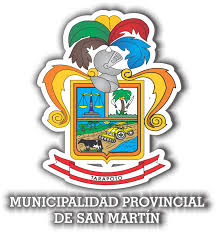 TARAPOTO
MUNICIPALIDAD PROVINCIAL
DE SAN MARTÍN